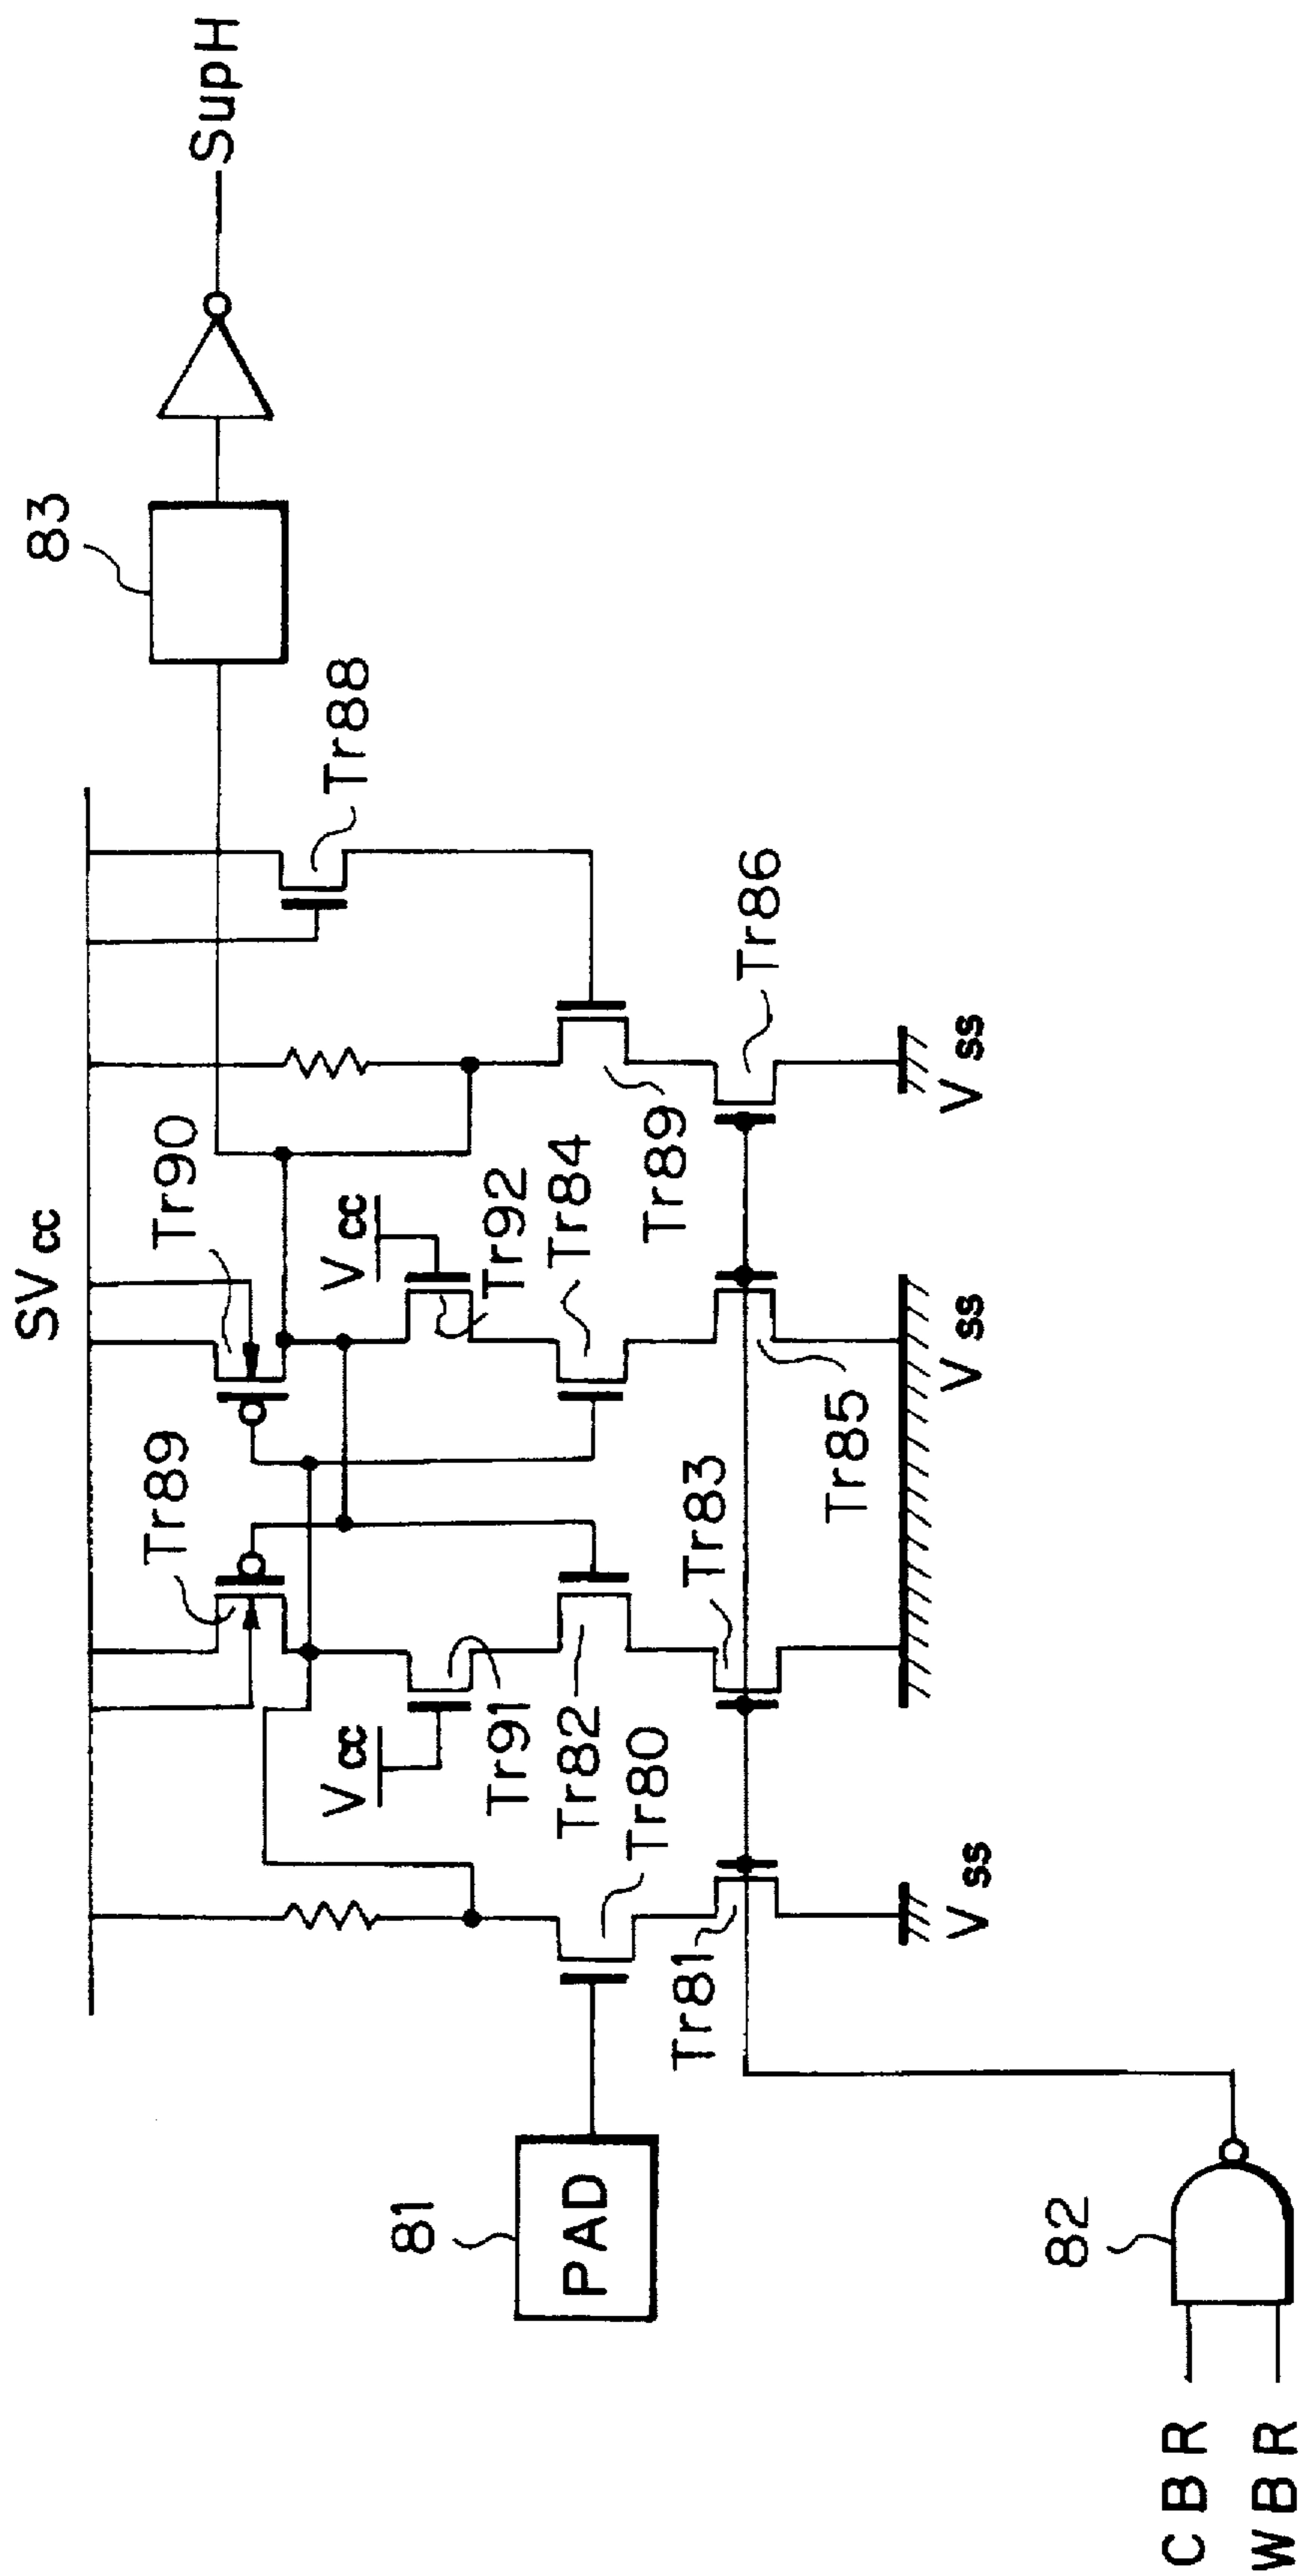 SVcc
Tr89
Tr90
Vcc
Vcc
Tr91
Tr92
Tr88
83
SupH
81
PAD
Tr80
Tr82
Tr84
Tr89
Tr81
Tr83
Tr85
Tr86
Vss
Vss
Vss
82
CBR
WBR